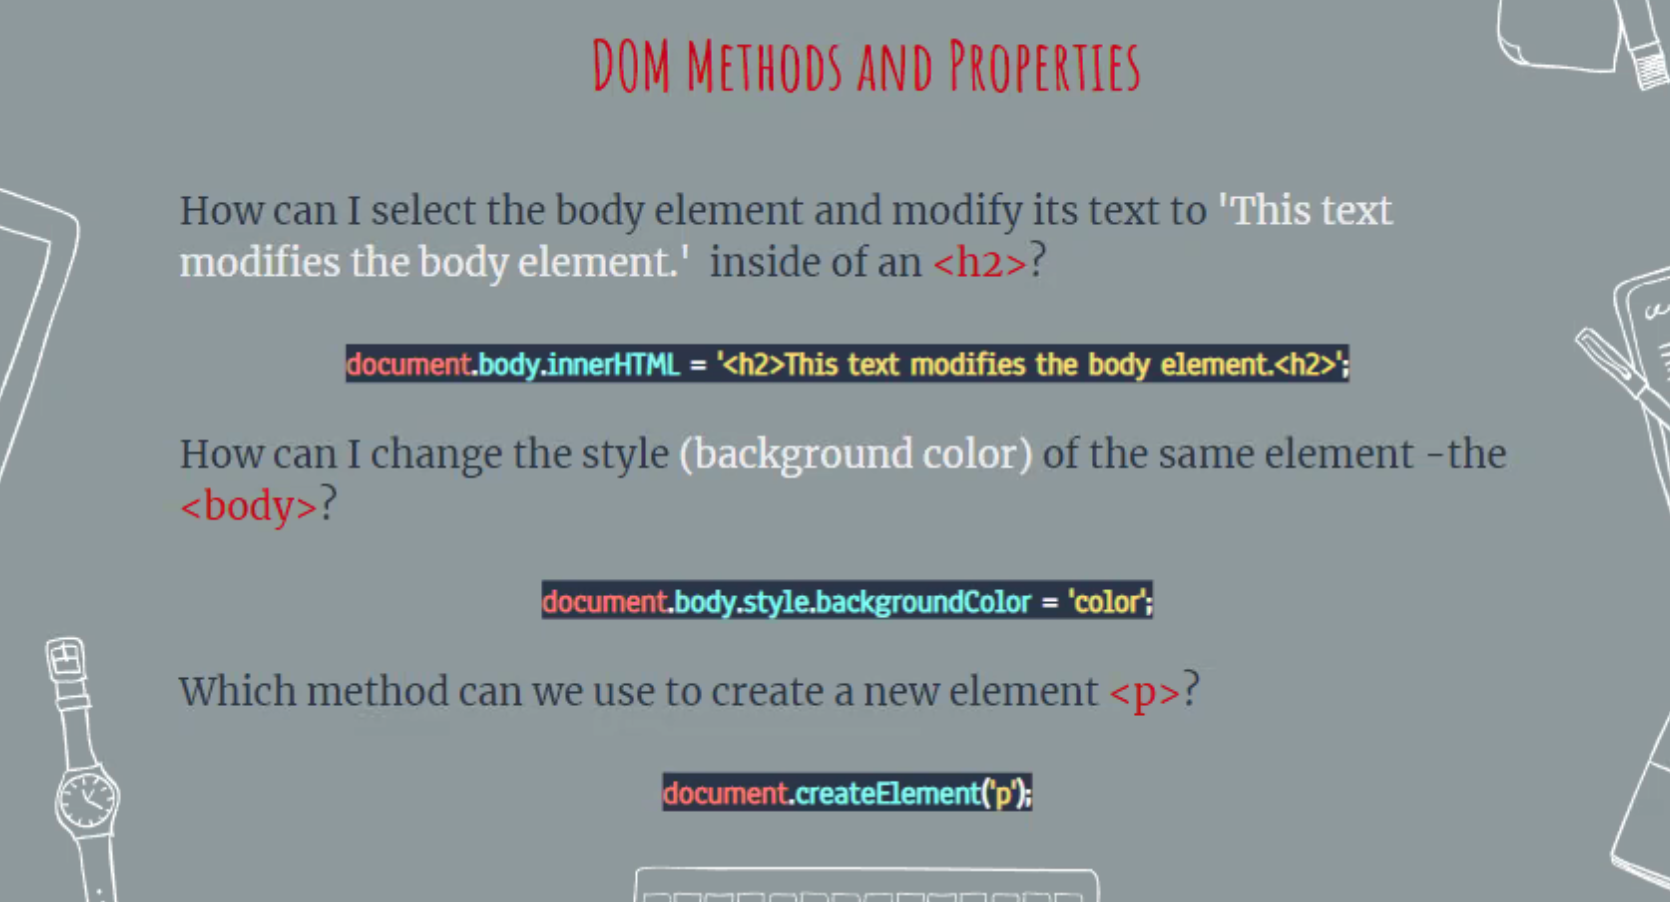 DOM Methods and Properties
How can I select the body element and modify its text to 'This text
modifies the body element.' inside of an <h2>?
document.body.innerHTML = '<h2>This text modifies the body element.<h2>';
How can I change the style (background color) of the same element -the
<body>?
document.body.style.backgroundColor = 'color';
Which method can we use to create a new element <p>?
document.createElement('p');